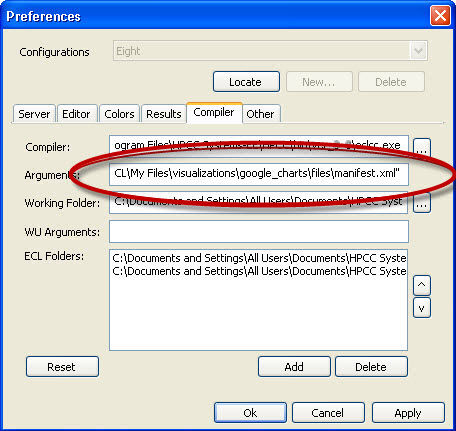 Preferences
Configurations Eight
Locate New... Delete
Server Editor Colors Results Compiler Other
Compiler: ogram Files\HPCC Systems eclcc.exe ...
Arguments: CL\My Files\visualizations\google_charts\files\manifest.xml"
Working Folder: C:\Documents and Settings\All Users\Documents\HPCC Syst ...
WU Arguments:
ECL Folders: C:\Documents and Settings\All Users\Documents\HPCC Syste
C:\Documents and Settings\All Users\Documents\HPCC Syste
^
v
Reset Add Delete
Ok Cancel Apply